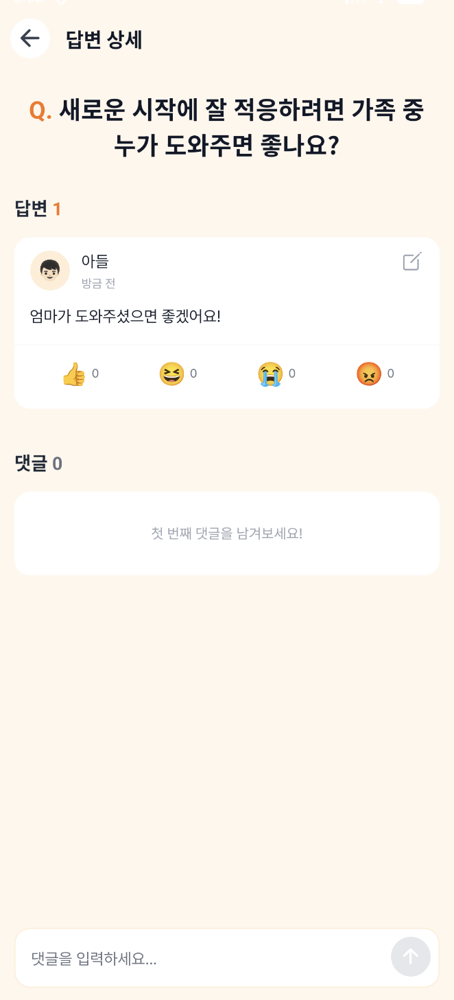 답변 상세
Q. 새로운 시작에 잘 적응하려면 가족 중
누가 도와주면 좋나요?
답변 1
아들
방금 전
엄마가 도와주셨으면 좋겠어요!
0 0 0 0
댓글 0
첫 번째 댓글을 남겨보세요!
댓글을 입력하세요...